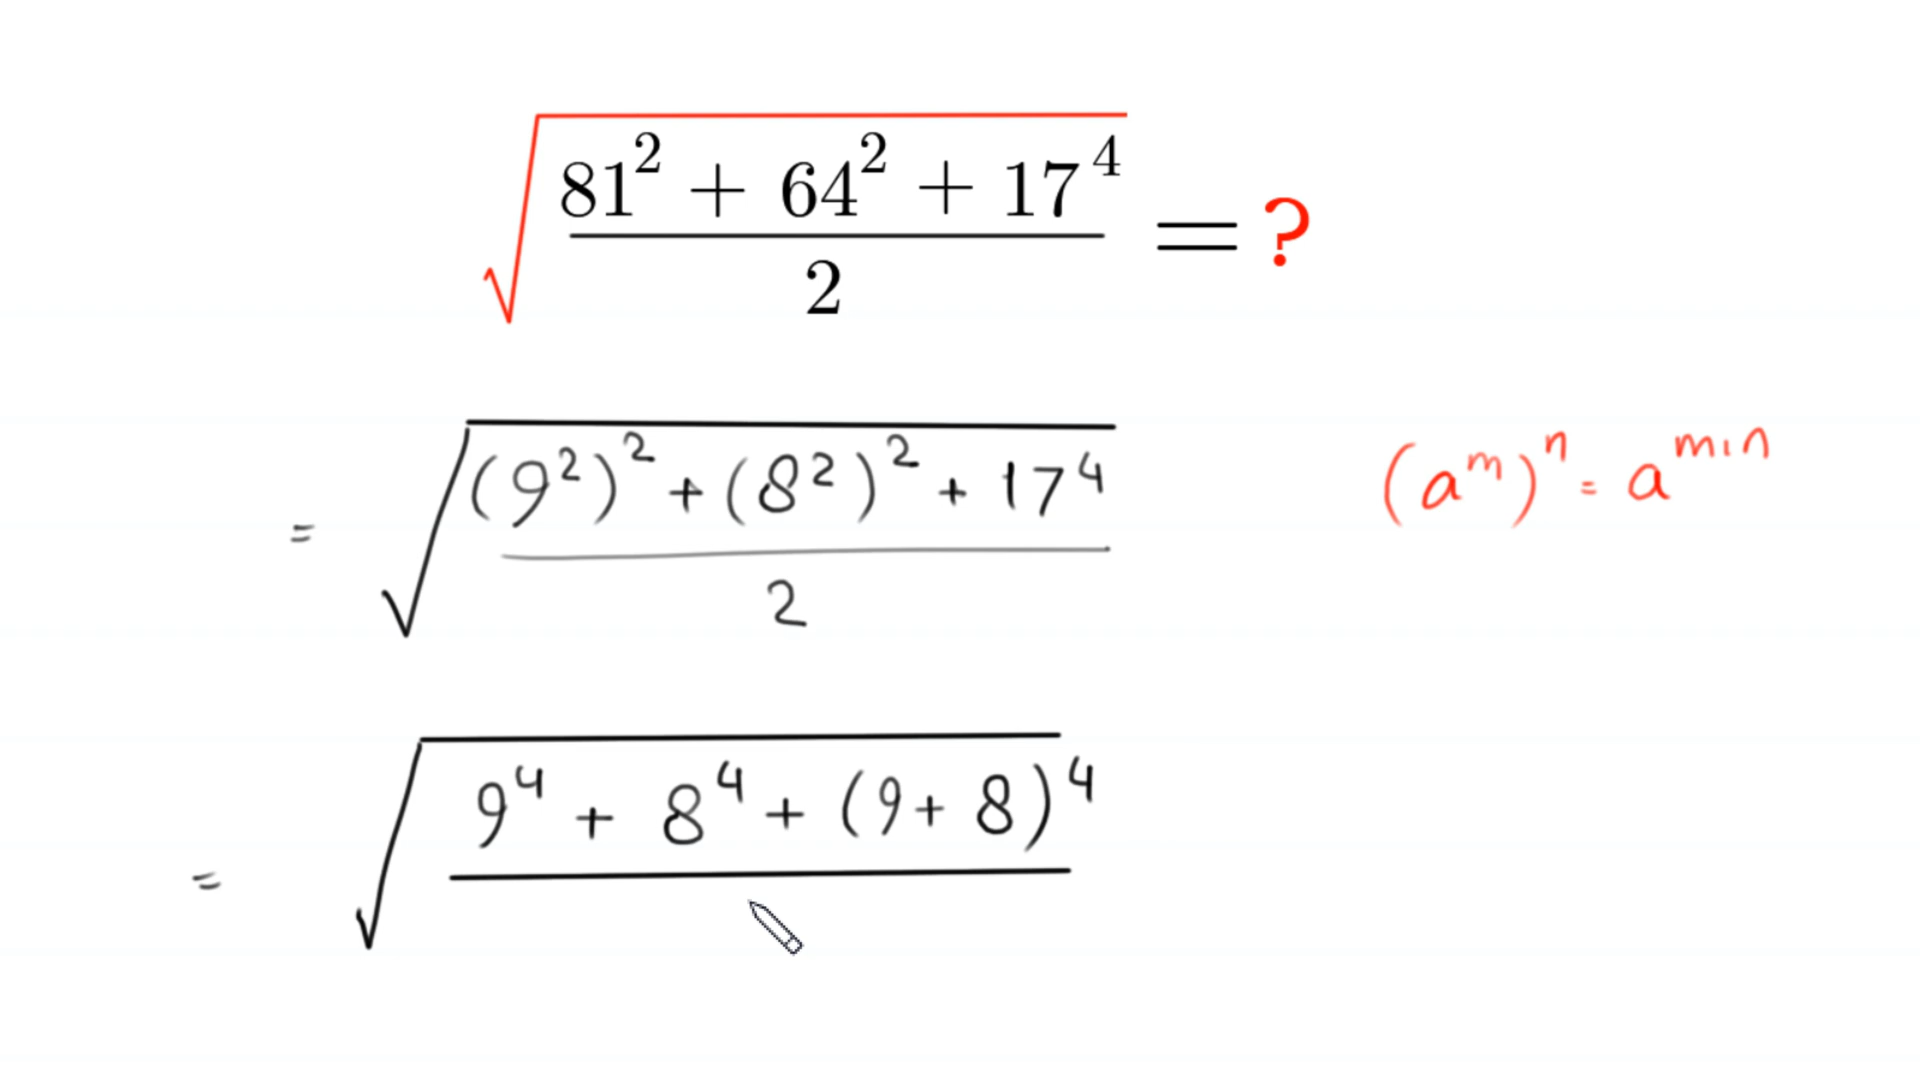 √((81² + 64² + 17⁴)/2) = ?
= √(((9²)² + (8²)² + 17⁴)/2)
(aᵐ)ⁿ = aᵐ·ⁿ
= √(9⁴ + 8⁴ + (9 + 8)⁴